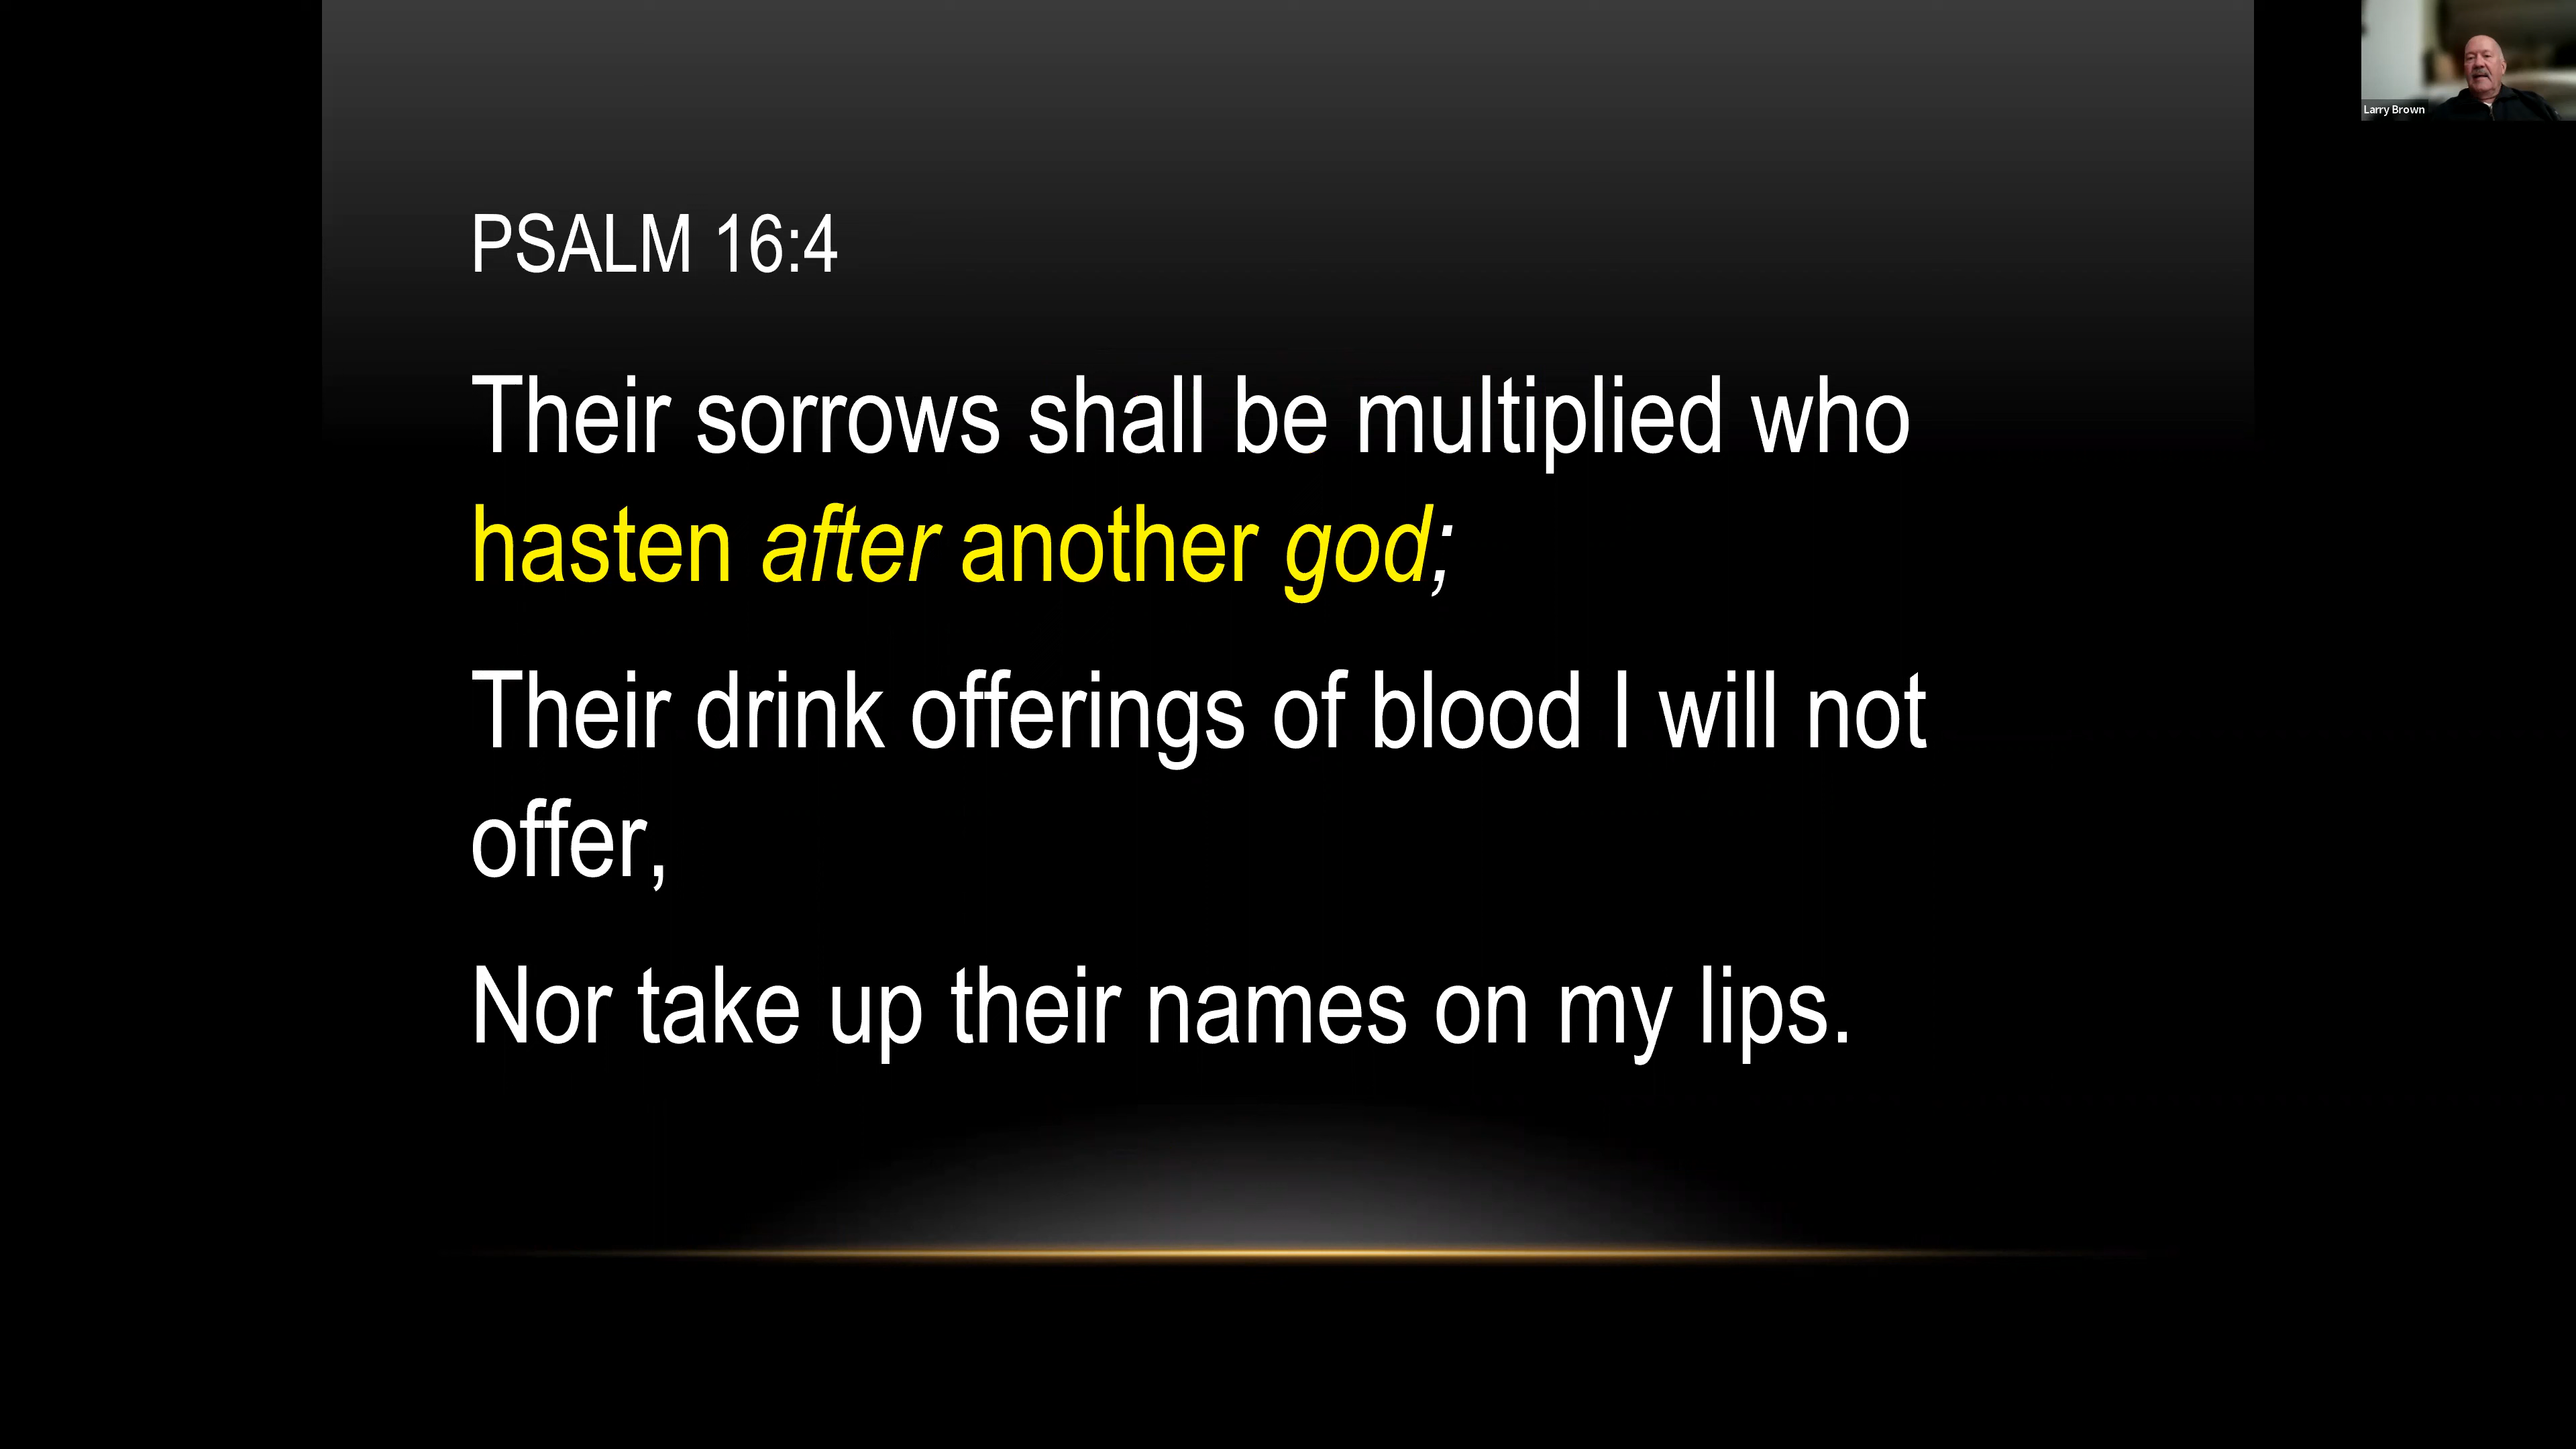 Larry Brown
PSALM 16:4
Their sorrows shall be multiplied who
hasten after another god;
Their drink offerings of blood I will not
offer,
Nor take up their names on my lips.